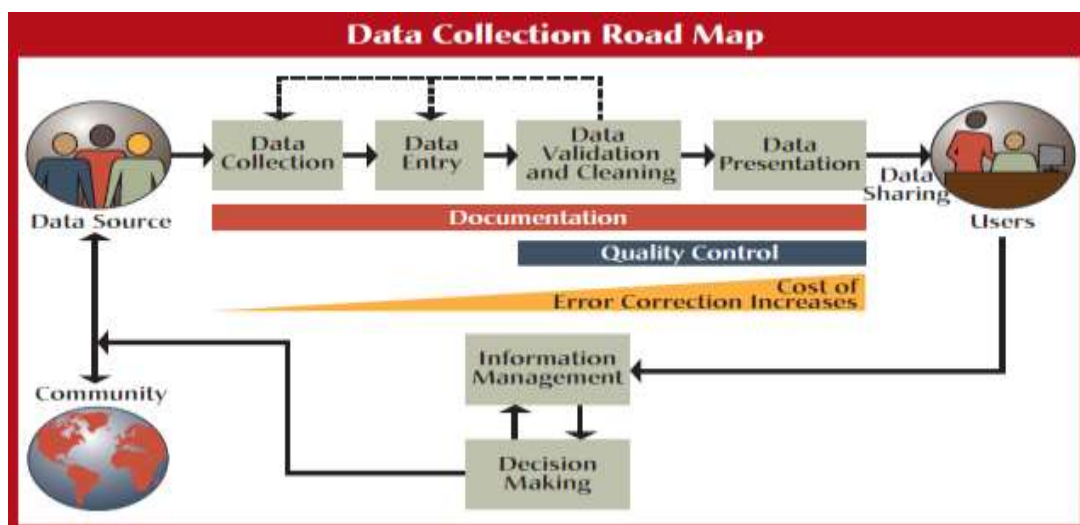 Data Collection Road Map
Data
Collection
Data
Entry
Data
Validation
and Cleaning
Data
Presentation
Data
Sharing
Data Source
Users
Documentation
Quality Control
Cost of
Error Correction Increases
Information
Management
Community
Decision
Making